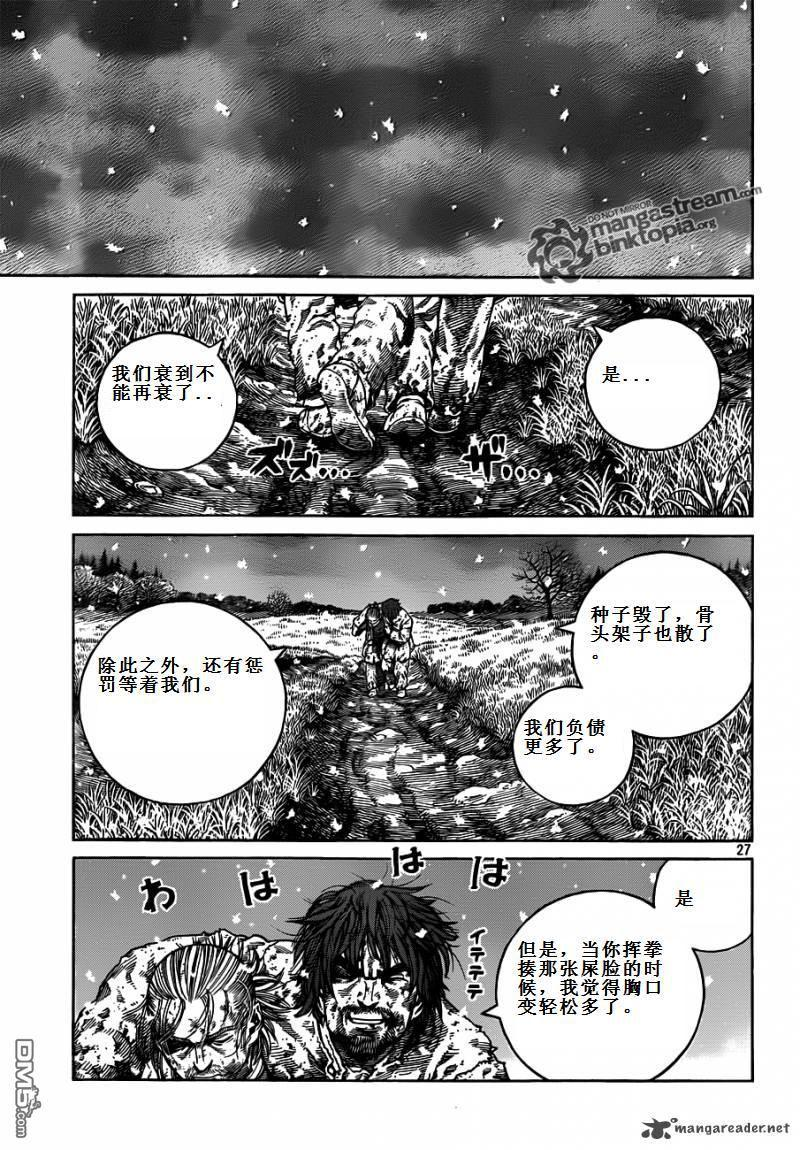 DO NOT MIRROR
mangastream.com
binktopia.org
是...
我们衰到不
能再衰了..
ザ...
ズズ...
种子毁了，骨
头架子也散了
。
我们负债
更多了。
除此之外，还有惩
罚等着我们。
27
是
但是，当你挥拳
揍那张屎脸的时
候，我觉得胸口
变轻松多了。
わははは
イテテテ
DM5.com
mangareader.net